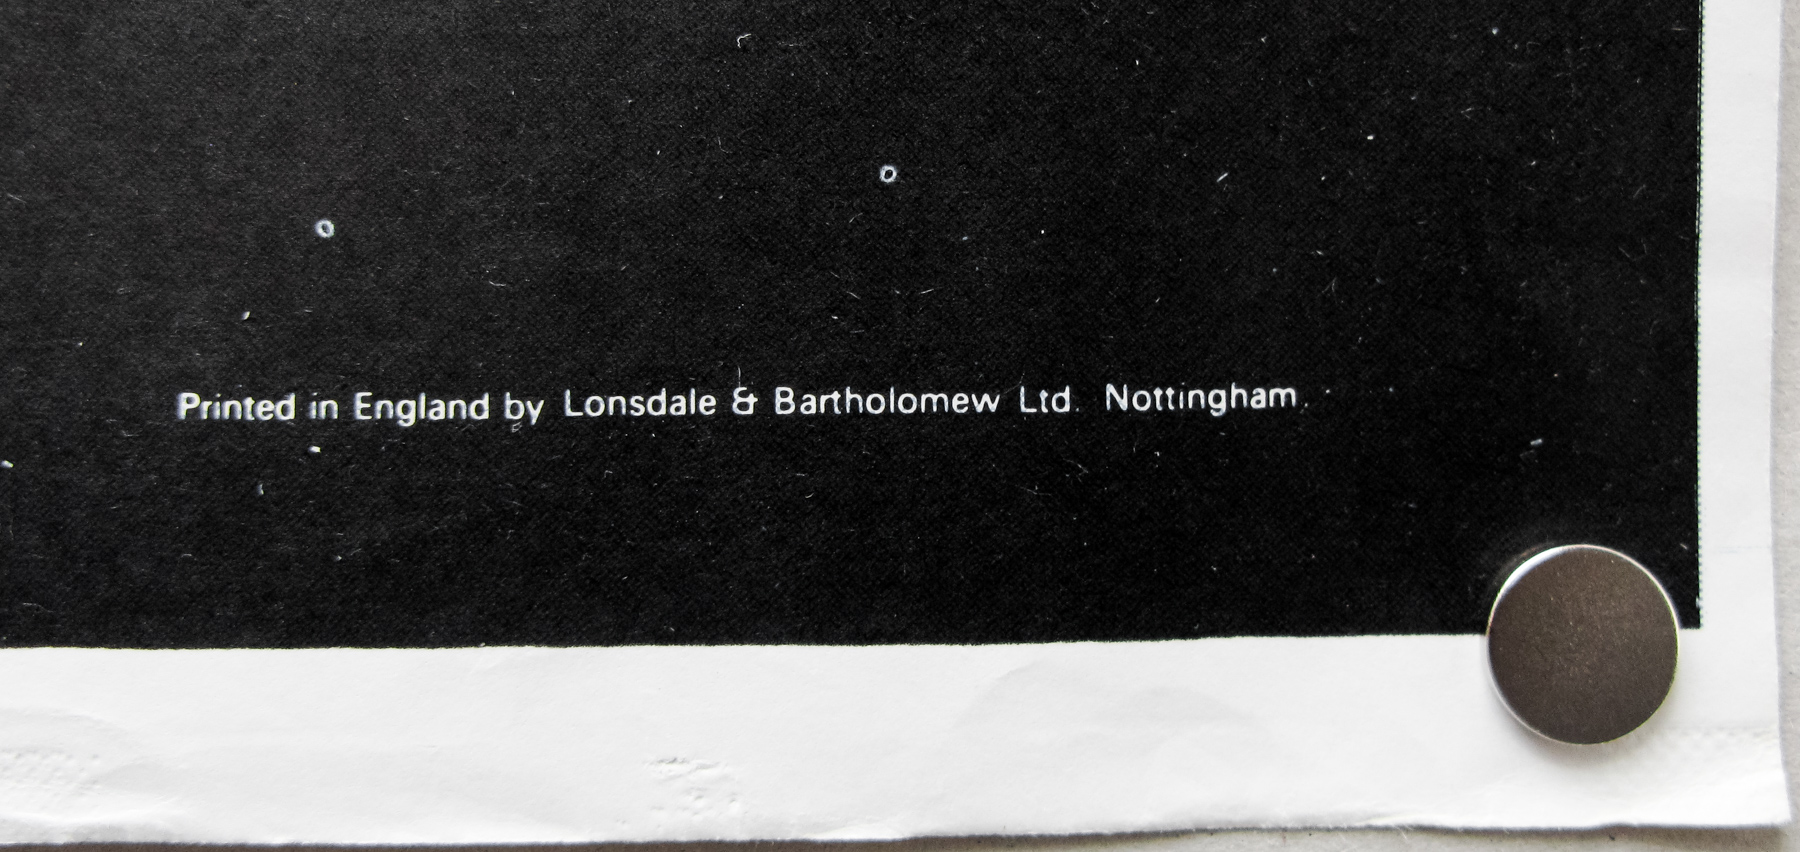 Printed in England by Lonsdale & Bartholomew Ltd. Nottingham.